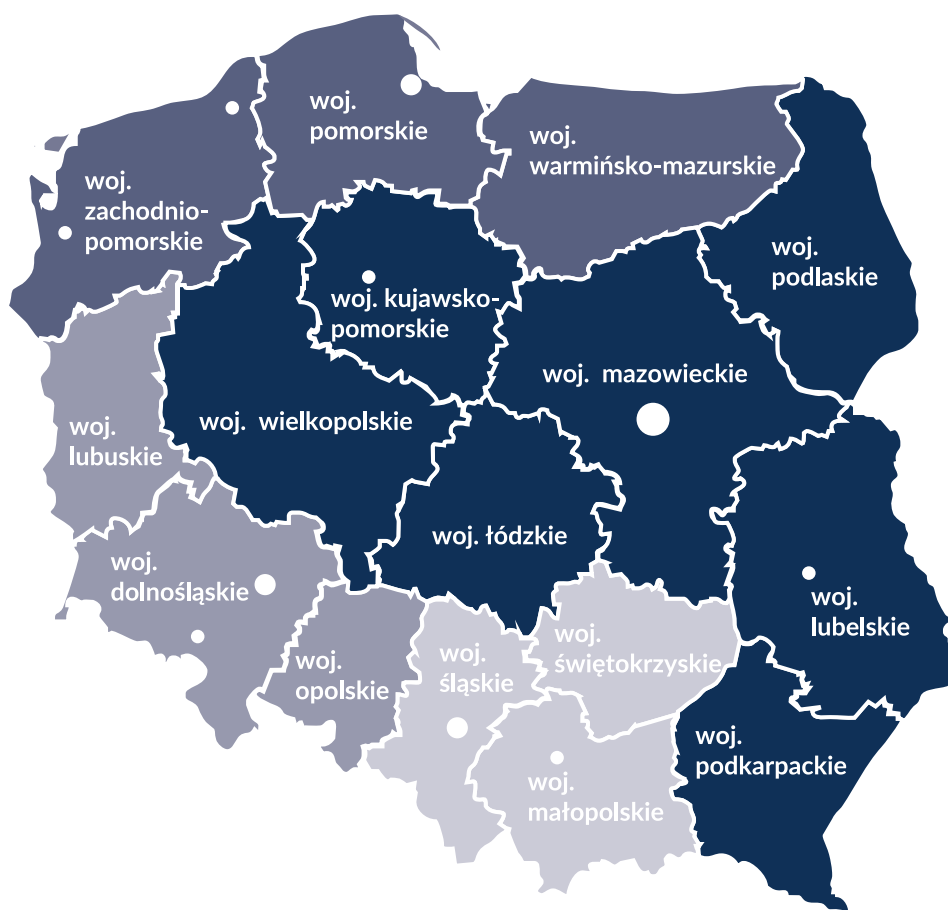 woj.
pomorskie
woj.
warmińsko-mazurskie
woj.
zachodnio-
pomorskie
woj.
podlaskie
woj. kujawsko-
pomorskie
woj. mazowieckie
woj. wielkopolskie
woj.
lubuskie
woj. łódzkie
woj.
dolnośląskie
woj.
lubelskie
woj.
świętokrzyskie
woj.
opolskie
woj.
śląskie
woj.
podkarpackie
woj.
małopolskie